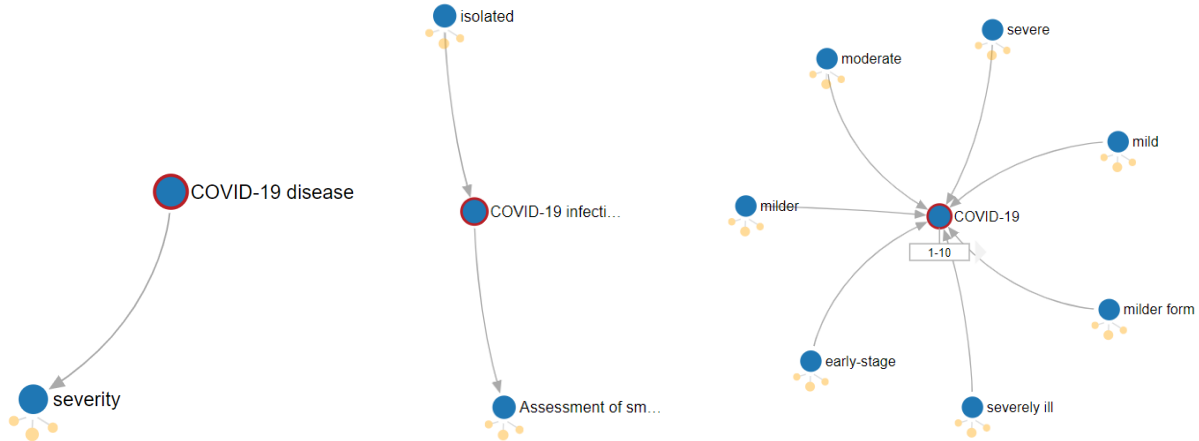 isolated
severe
moderate
mild
COVID-19 disease
milder
COVID-19 infecti...
COVID-19
1-10
milder form
early-stage
severity
Assessment of sm...
severely ill